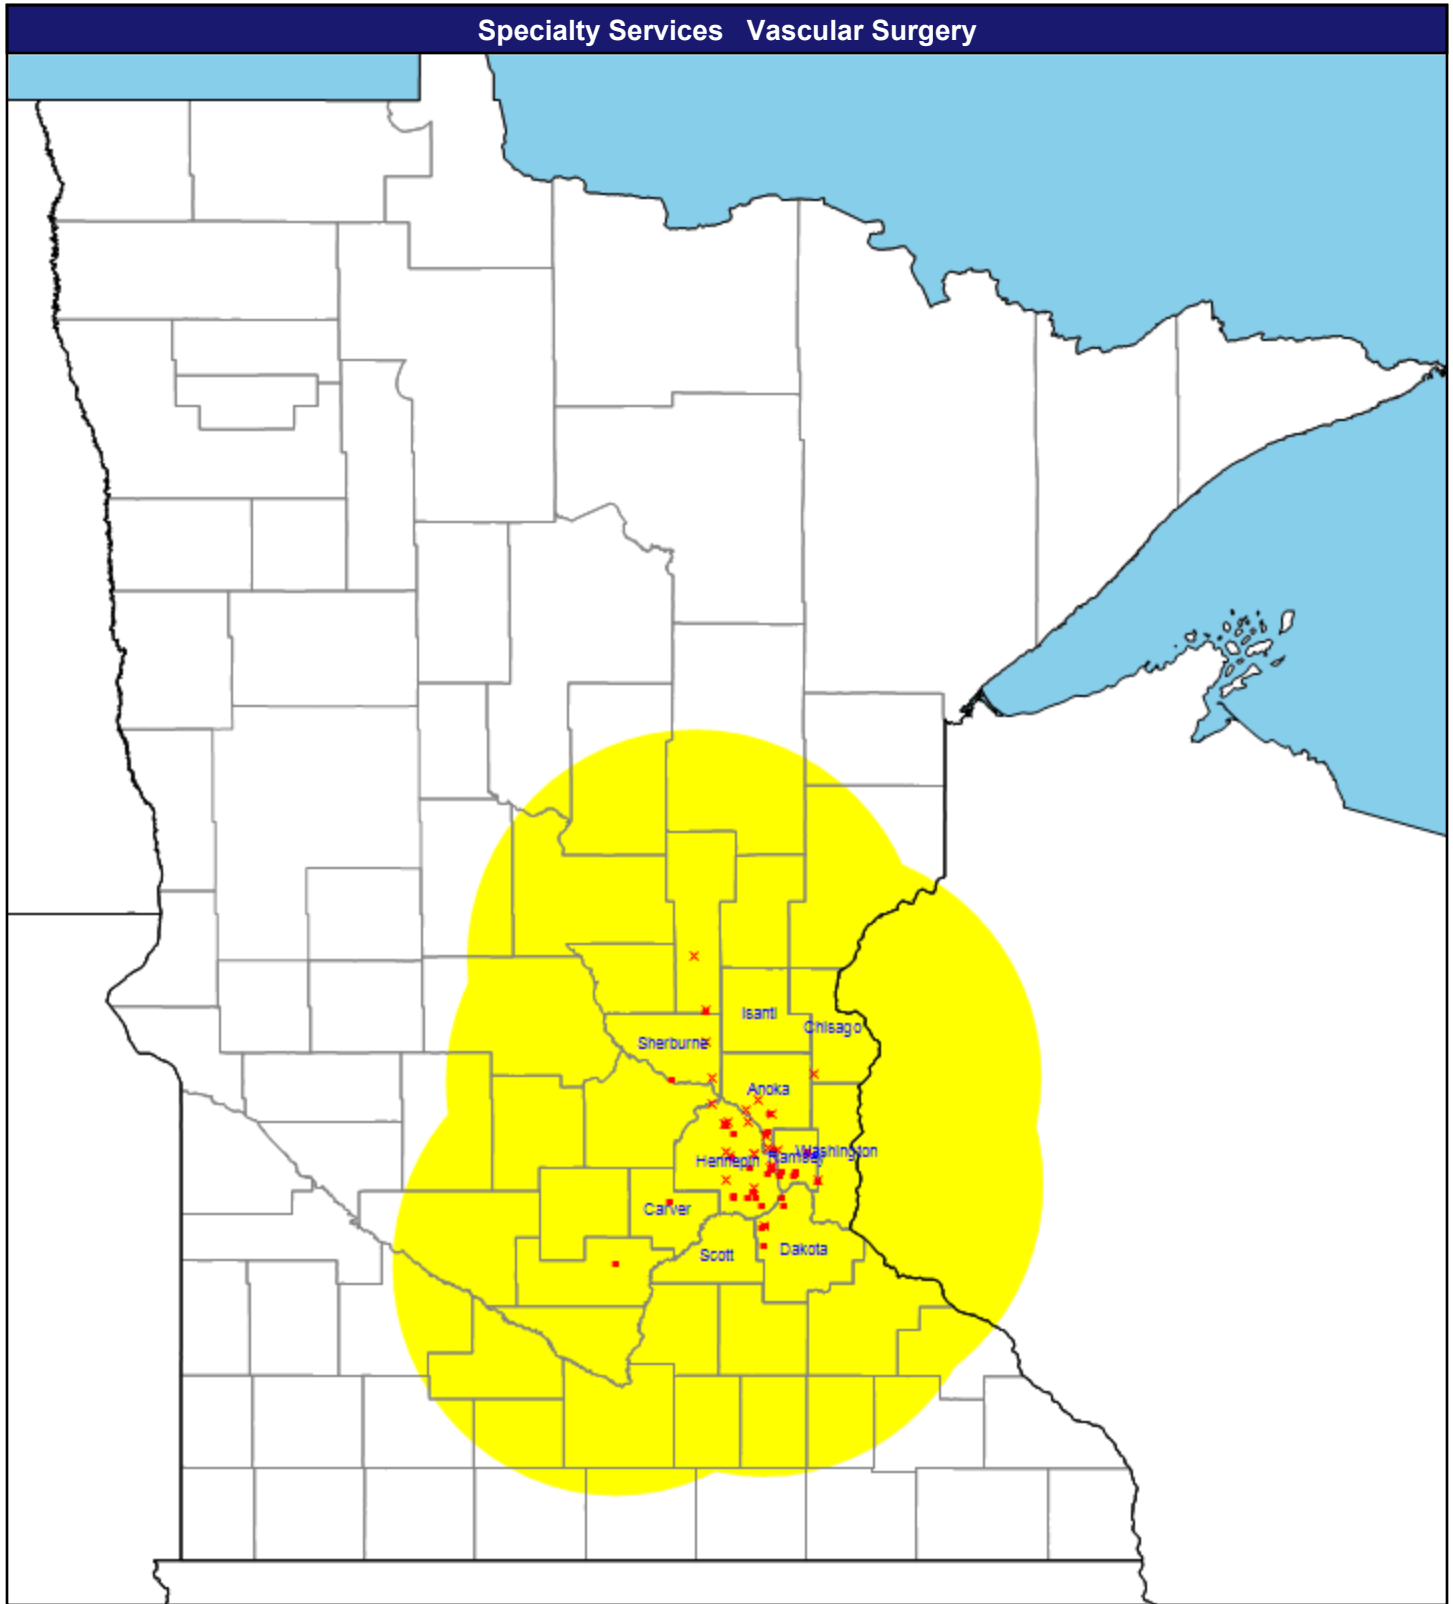 Specialty Services Vascular Surgery
Isanti
Chisago
Sherburne
Anoka
Washington
Hennepin
Ramsey
Carver
Scott
Dakota